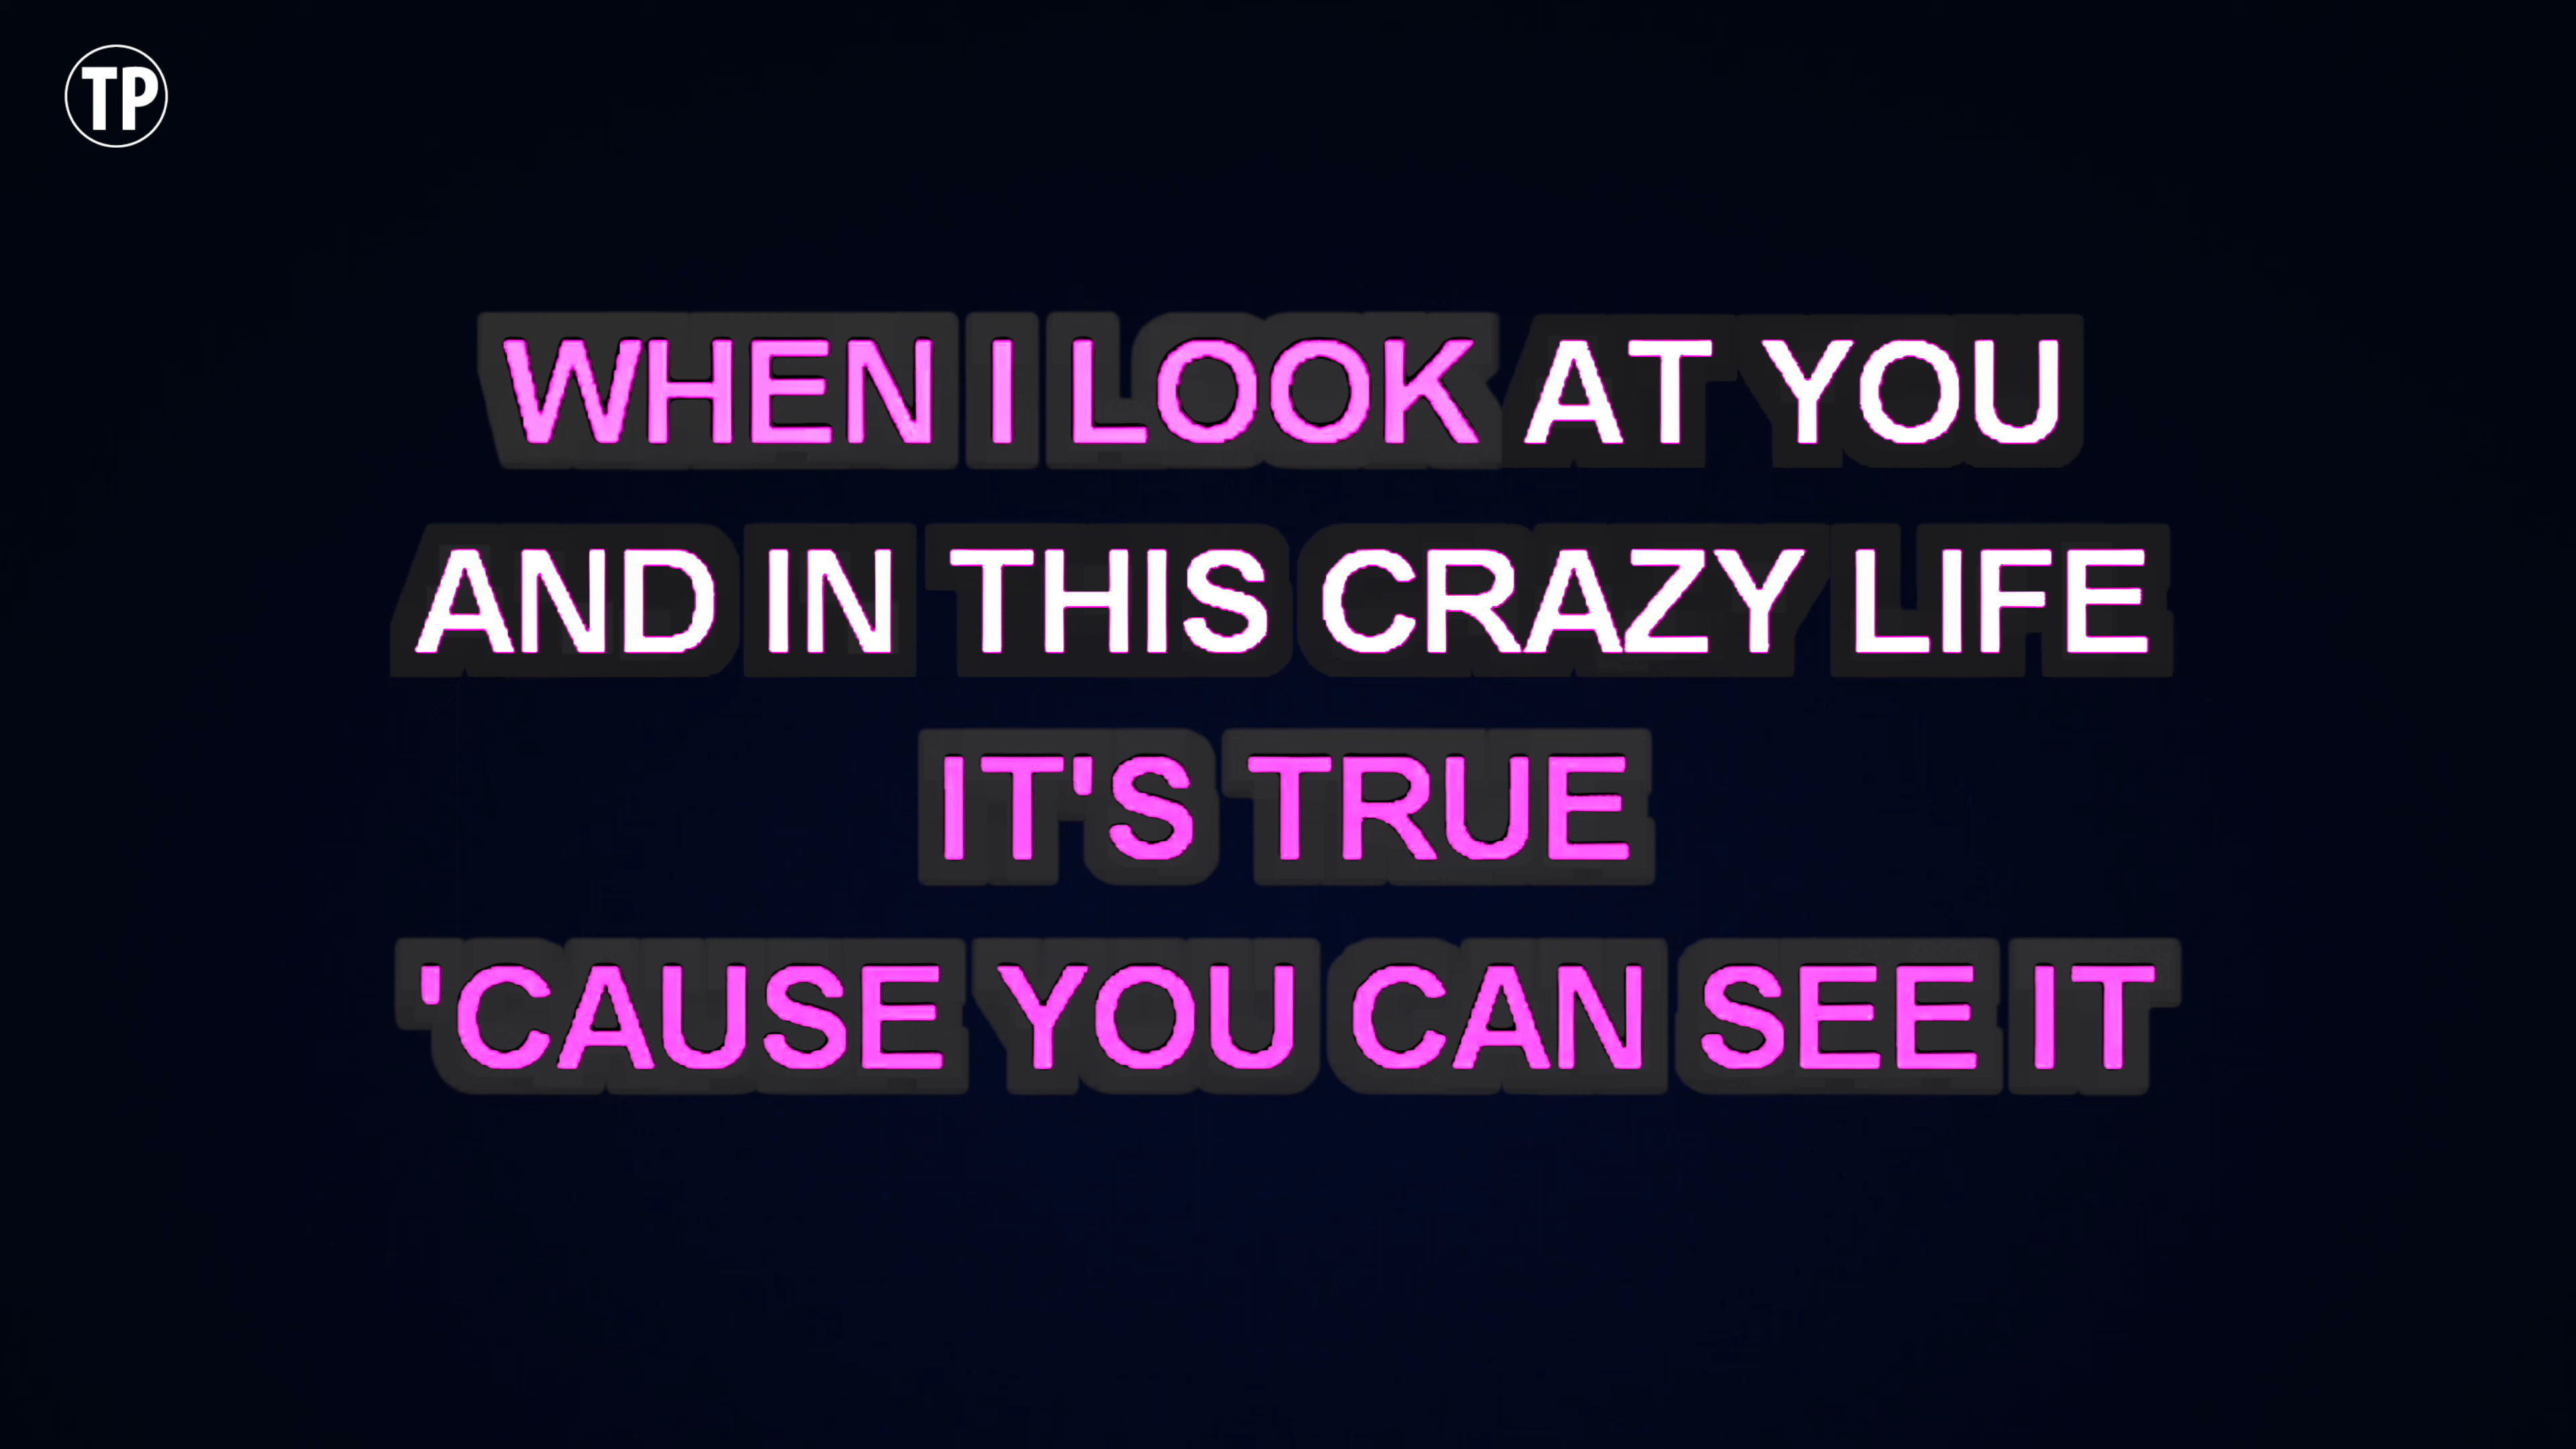 TP
WHEN I LOOK AT YOU
AND IN THIS CRAZY LIFE
IT'S TRUE
'CAUSE YOU CAN SEE IT